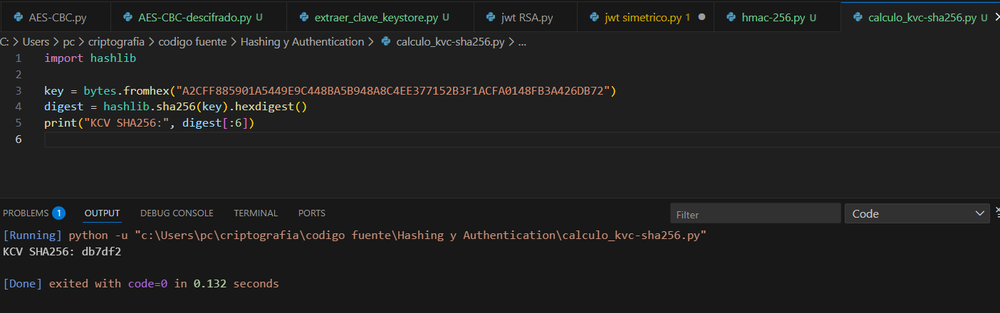 AES-CBC.py AES-CBC-descifrado.py U extraer_clave_keystore.py U jwt RSA.py jwt simetrico.py 1 hmac-256.py U calculo_kvc-sha256.py U
C: > Users > pc > criptografia > codigo fuente > Hashing y Authentication > calculo_kvc-sha256.py > ...
1 import hashlib
2
3 key = bytes.fromhex("A2CFF885901A5449E9C448BA5B948A8C4EE377152B3F1ACFA0148FB3A426DB72")
4 digest = hashlib.sha256(key).hexdigest()
5 print("KCV SHA256:", digest[:6])
6
PROBLEMS 1 OUTPUT DEBUG CONSOLE TERMINAL PORTS Filter Code
[Running] python -u "c:\Users\pc\criptografia\codigo fuente\Hashing y Authentication\calculo_kvc-sha256.py"
KCV SHA256: db7df2
[Done] exited with code=0 in 0.132 seconds